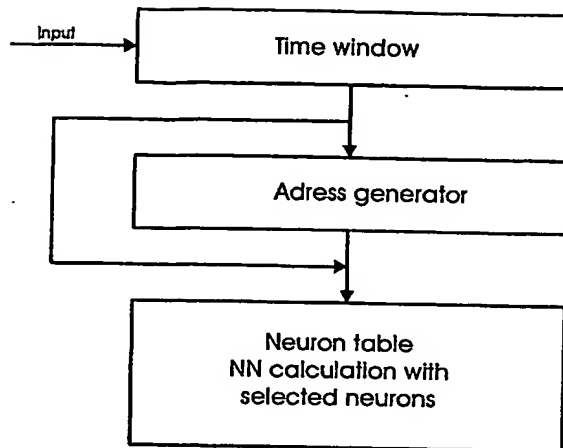 Input
Time window
Adress generator
Neuron table
NN calculation with
selected neurons